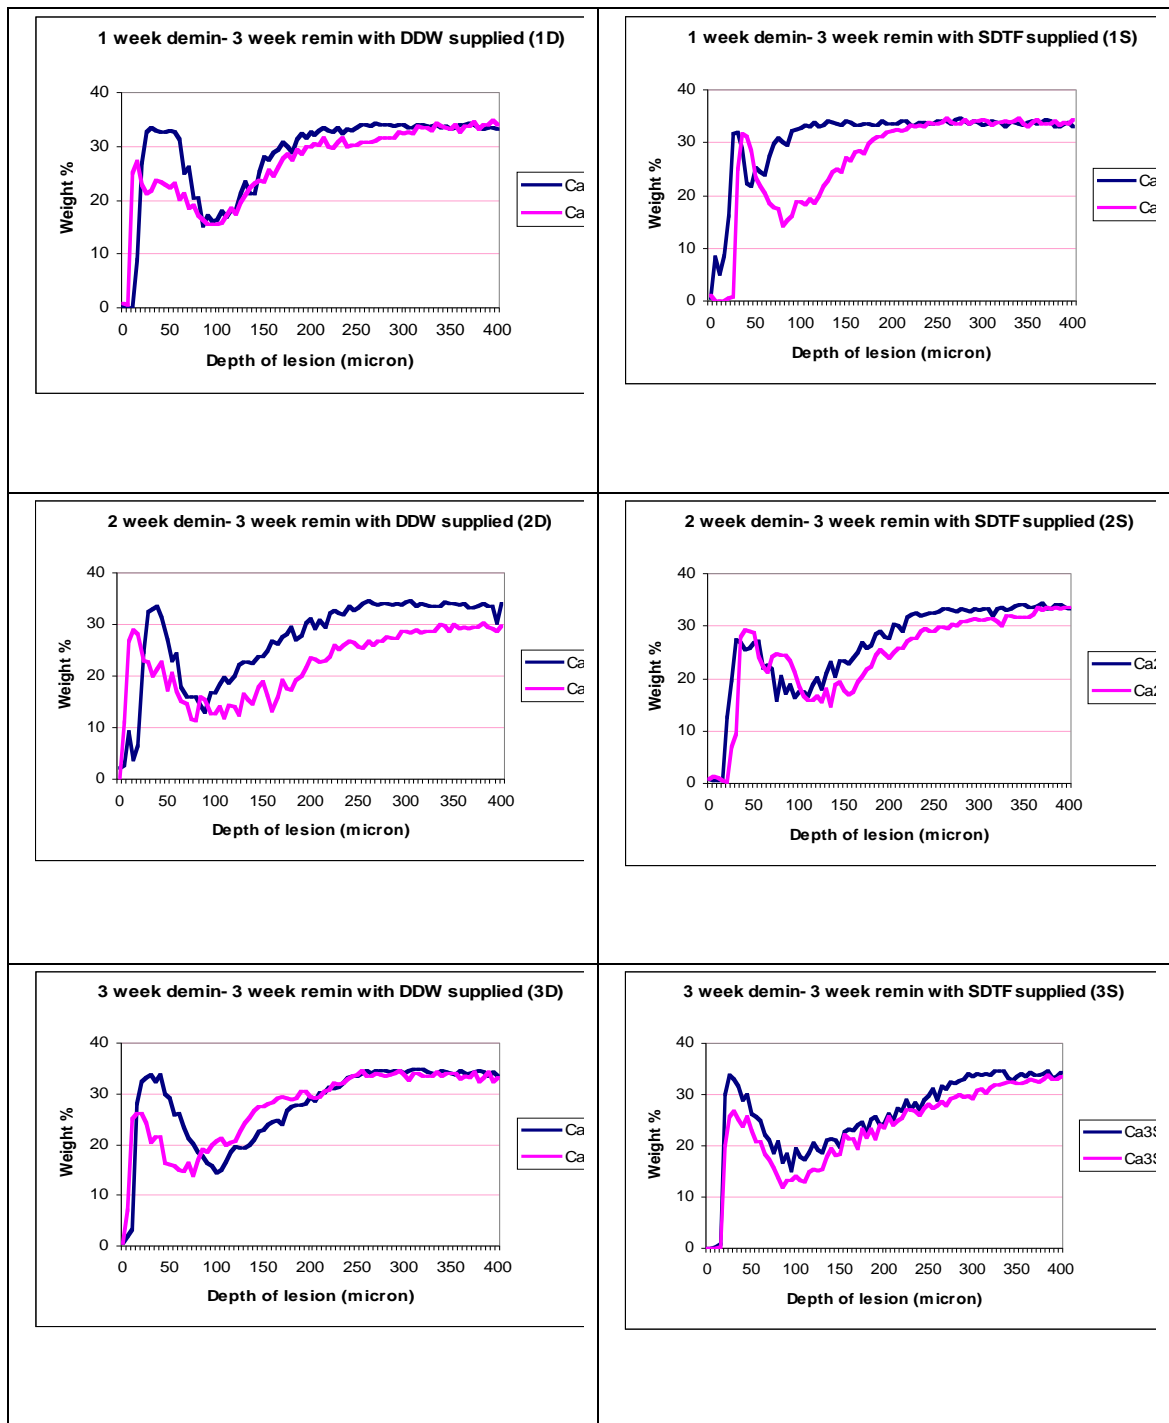 1 week demin- 3 week remin with DDW supplied (1D)
40
30
20
10
0
Weight %
0 50 100 150 200 250 300 350 400
Depth of lesion (micron)
Ca
Ca
1 week demin- 3 week remin with SDTF supplied (1S)
40
30
20
10
0
Weight %
0 50 100 150 200 250 300 350 400
Depth of lesion (micron)
Ca
Ca
2 week demin- 3 week remin with DDW supplied (2D)
40
30
20
10
0
Weight %
0 50 100 150 200 250 300 350 400
Depth of lesion (micron)
Ca
Ca
2 week demin- 3 week remin with SDTF supplied (2S)
40
30
20
10
0
Weight %
0 50 100 150 200 250 300 350 400
Depth of lesion (micron)
Ca2
Ca2
3 week demin- 3 week remin with DDW supplied (3D)
40
30
20
10
0
Weight %
0 50 100 150 200 250 300 350 400
Depth of lesion (micron)
Ca
Ca
3 week demin- 3 week remin with SDTF supplied (3S)
40
30
20
10
0
Weight %
0 50 100 150 200 250 300 350 400
Depth of lesion (micron)
Ca3S
Ca3S